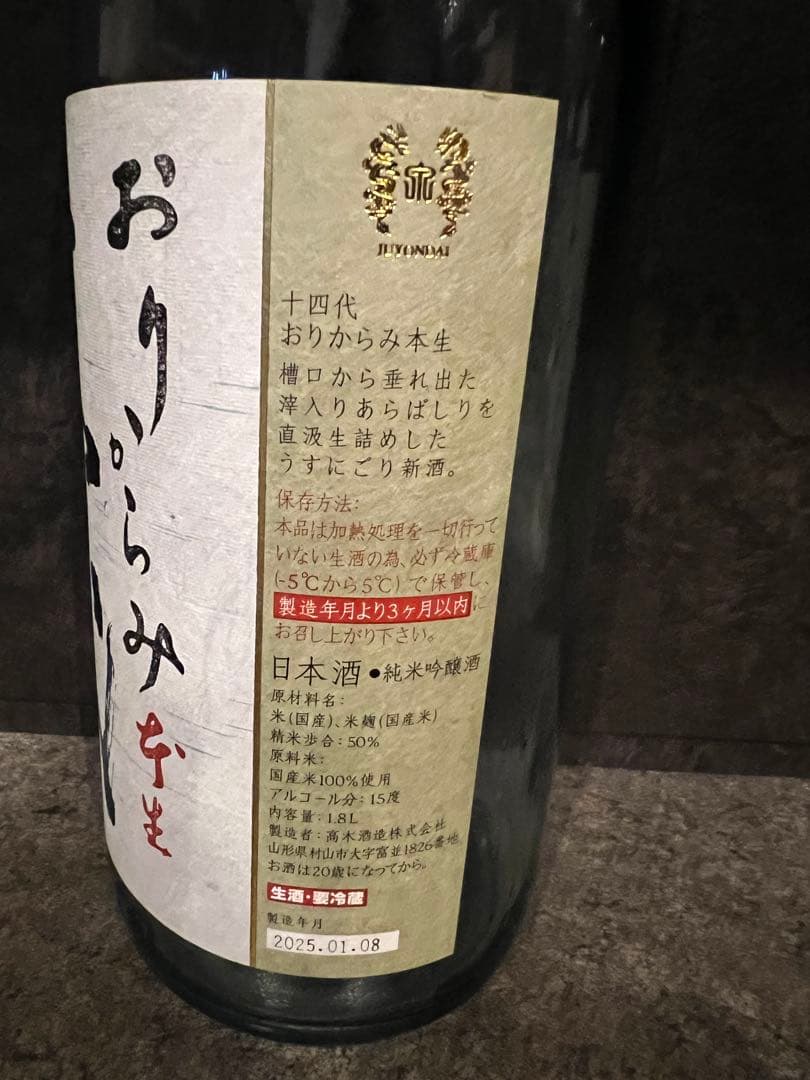 おりからみ本生
JUYONDAI
十四代
おりからみ本生
槽口から垂れ出た
滓入りあらばしりを
直汲生詰めした
うすにごり新酒。
保存方法:
本品は加熱処理を一切行って
いない生酒の為、必ず冷蔵庫
(-5℃から5℃)で保管し、
製造年月より3ヶ月以内に
お召し上がり下さい。
日本酒●純米吟醸酒
原材料名:
米(国産)、米麹(国産米)
精米歩合:50%
原料米:
国産米100%使用
アルコール分:15度
内容量:1.8L
製造者:高木酒造株式会社
山形県村山市大字富並1826番地
お酒は20歳になってから。
生酒・要冷蔵
製造年月
2025.01.08